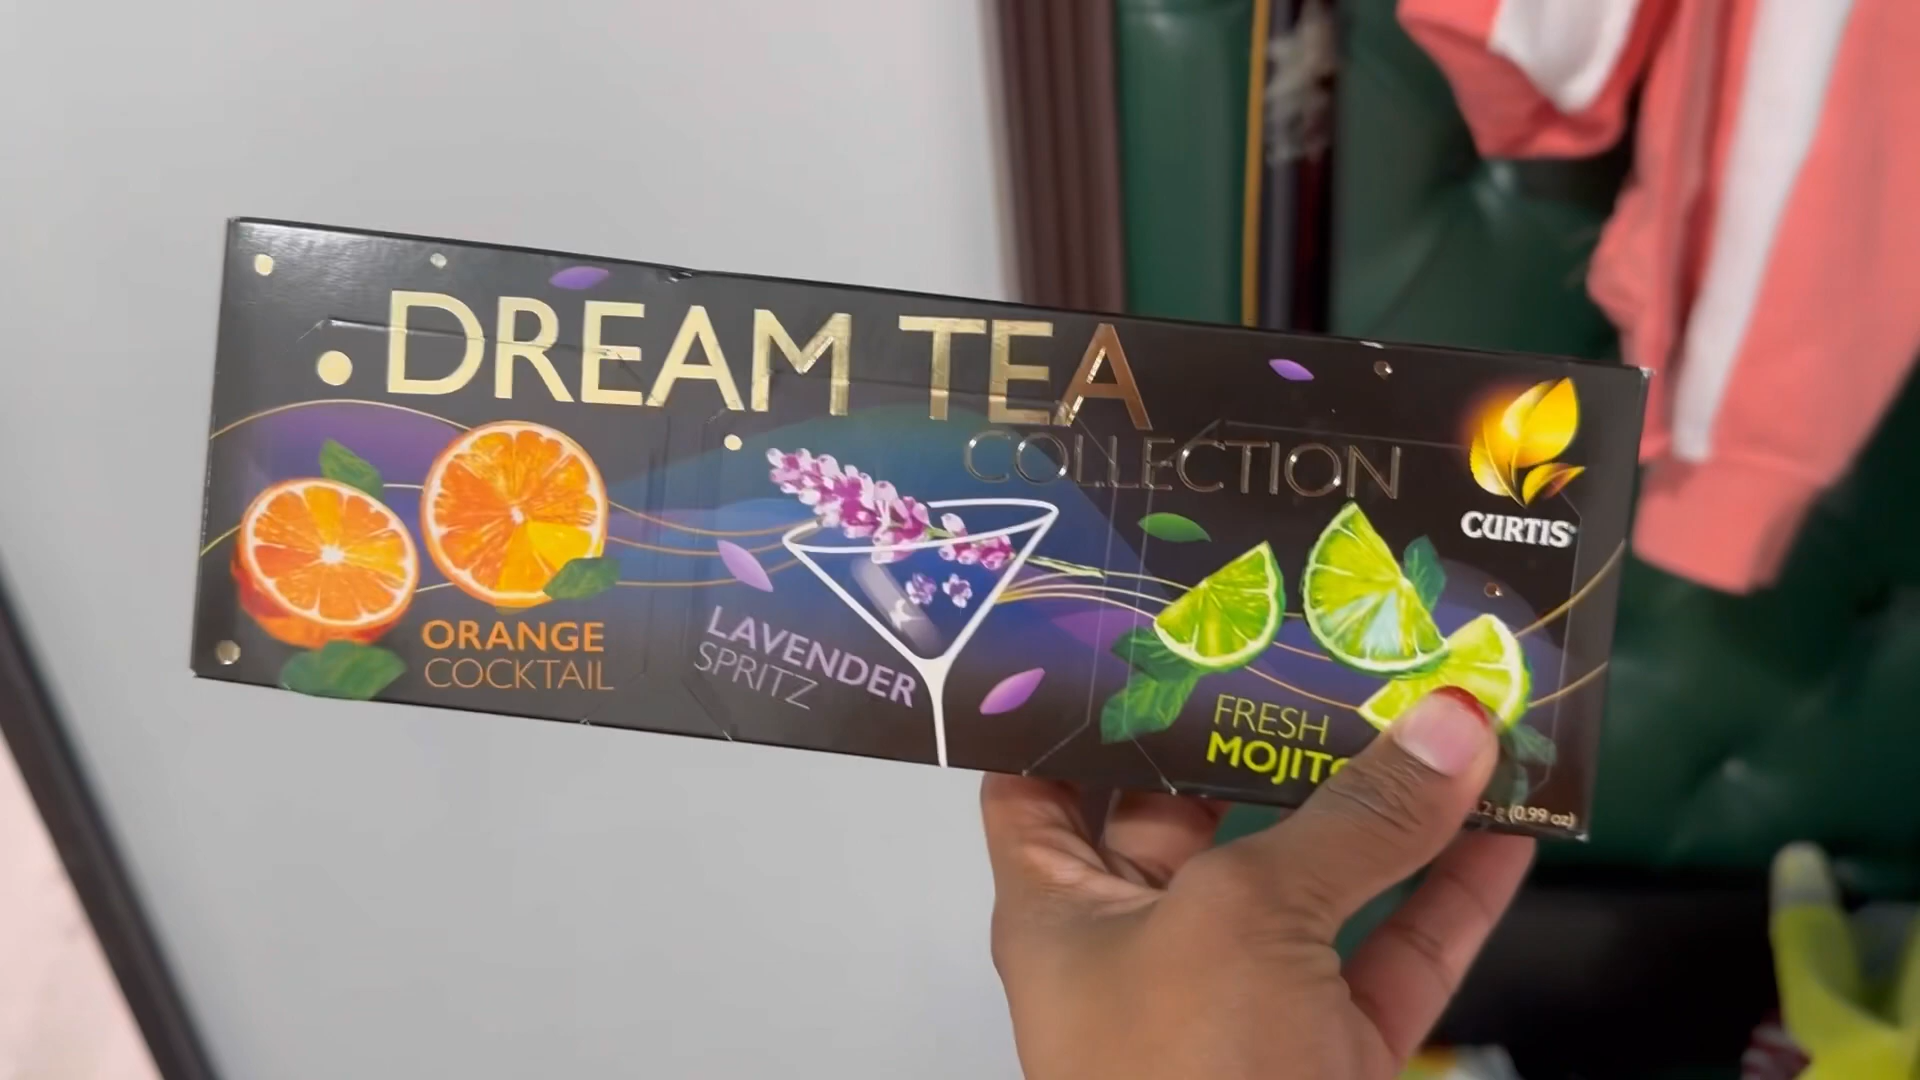 DREAM TEA
COLLECTION
CURTIS
ORANGE
COCKTAIL
LAVENDER
SPRITZ
FRESH
(0.99 oz)